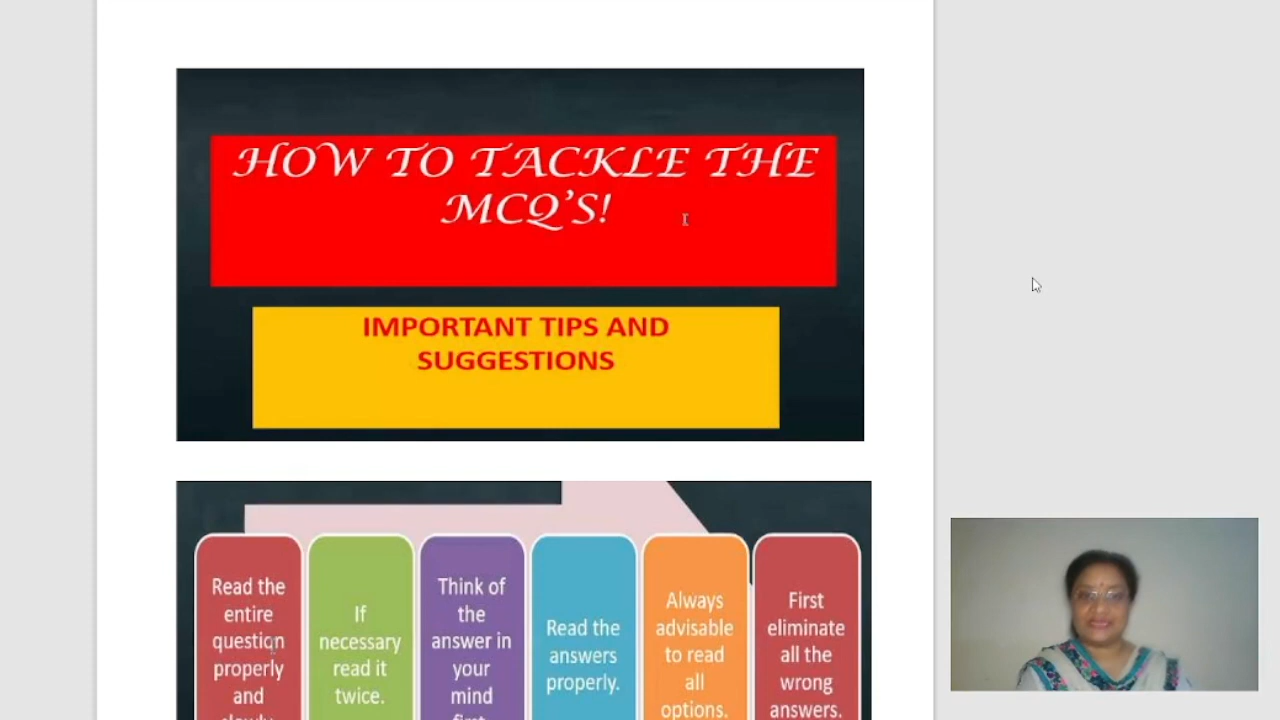 HOW TO TACKLE THE
MCQ'S!
IMPORTANT TIPS AND
SUGGESTIONS
Read the
entire
question
properly
and
If
necessary
read it
twice.
Think of
the
answer in
your
mind
Read the
answers
properly.
Always
advisable
to read
all
options.
First
eliminate
all the
wrong
answers.